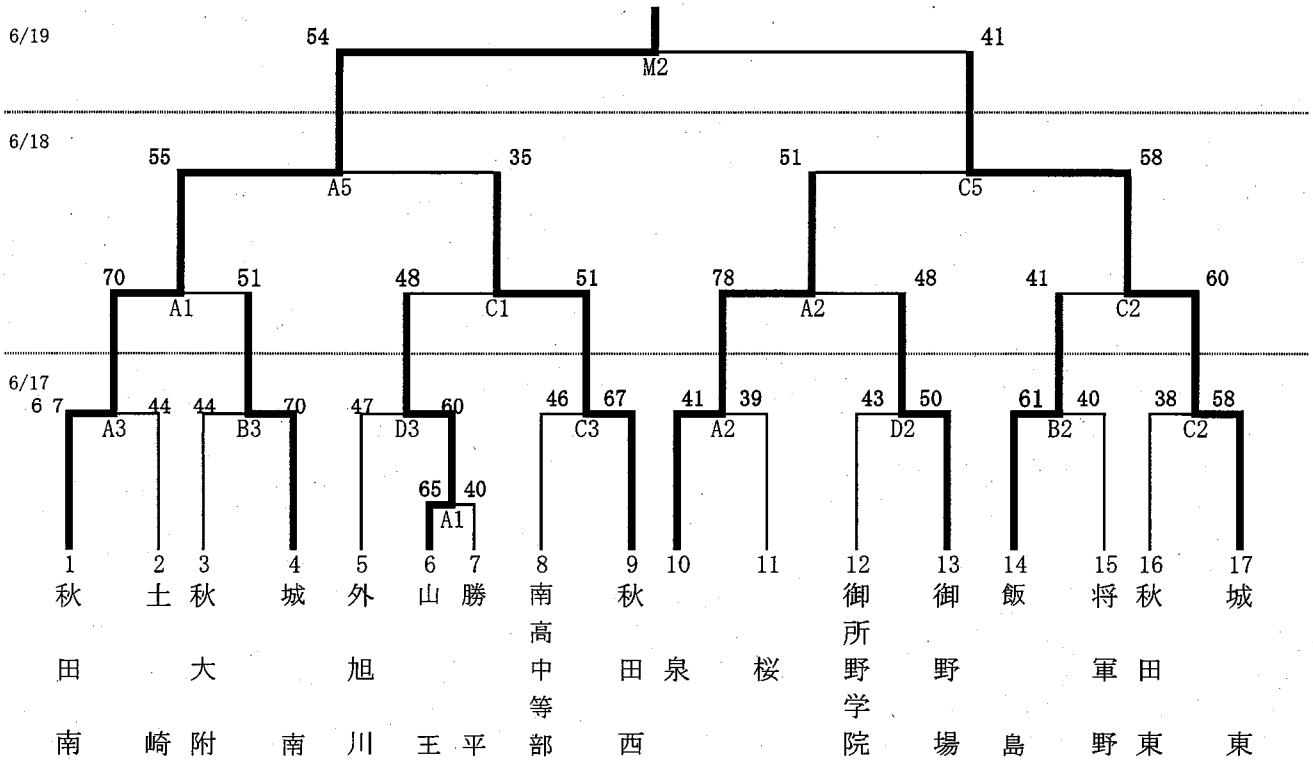 6/19
54 41
M2
6/18
55 35 51 58
A5 C5
70 51 48 51 78 48 41 60
A1 C1 A2 C2
6/17
67 44 44 70 47 60 46 67 41 39 43 50 61 40 38 58
A3 B3 D3 C3 A2 D2 B2 C2
65 40
A1
1 2 3 4 5 6 7 8 9 10 11 12 13 14 15 16 17
秋田南
土崎
秋大附
城南
外旭川
山王
勝平
南高中等部
秋田西
泉
桜
御所野学院
御野場
飯島
将軍野
秋田東
城東